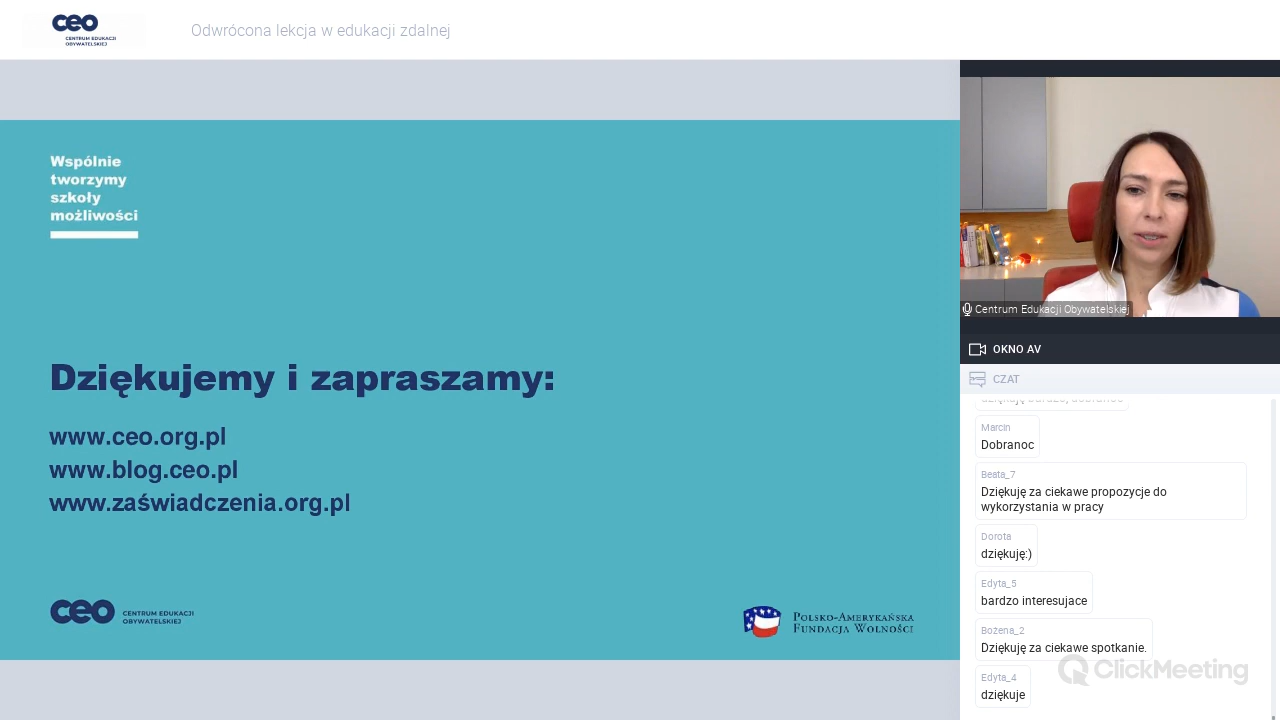 ceo
CENTRUM EDUKACJI
OBYWATELSKIEJ
Odwrócona lekcja w edukacji zdalnej
Wspólnie
tworzymy
szkoły
możliwości
Dziękujemy i zapraszamy:
www.ceo.org.pl
www.blog.ceo.pl
www.zaświadczenia.org.pl
ceo
CENTRUM EDUKACJI
OBYWATELSKIEJ
Polsko-Amerykańska
Fundacja Wolności
Centrum Edukacji Obywatelskiej
OKNO AV
CZAT
dziękuję bardzo, dobranoc
Marcin
Dobranoc
Beata_7
Dziękuję za ciekawe propozycje do
wykorzystania w pracy
Dorota
dziękuję:)
Edyta_5
bardzo interesujace
Bożena_2
Dziękuję za ciekawe spotkanie.
ClickMeeting
Edyta_4
dziękuje